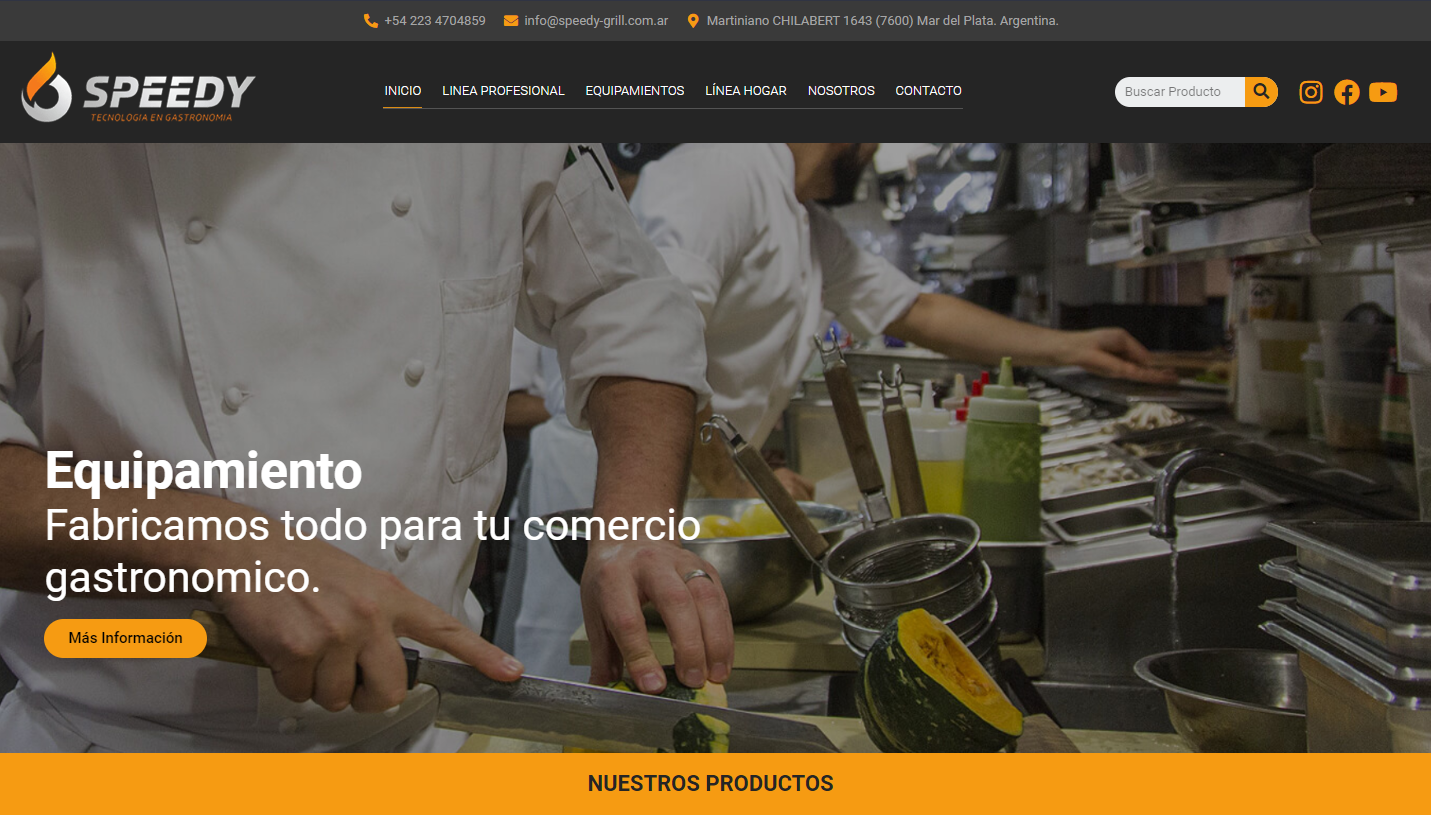 +54 223 4704859 info@speedy-grill.com.ar Martiniano CHILABERT 1643 (7600) Mar del Plata. Argentina.
SPEEDY
TECNOLOGIA EN GASTRONOMIA
INICIO LINEA PROFESIONAL EQUIPAMIENTOS LÍNEA HOGAR NOSOTROS CONTACTO
Buscar Producto
Equipamiento
Fabricamos todo para tu comercio
gastronomico.
Más Información
NUESTROS PRODUCTOS